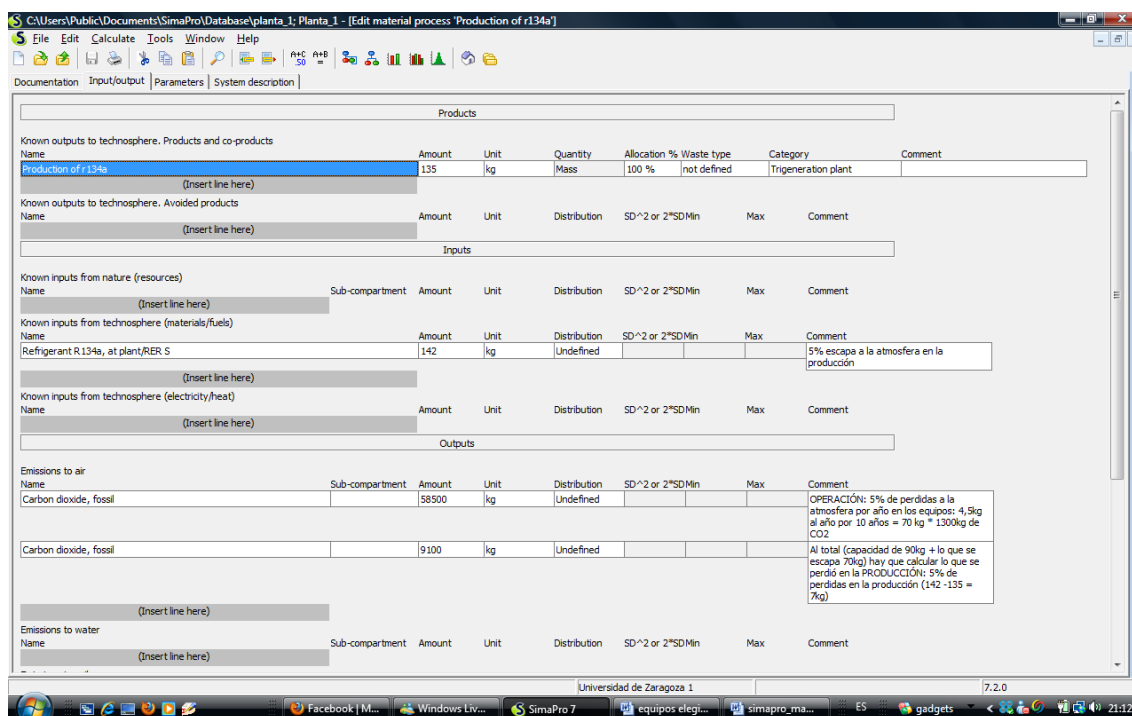 C:\Users\Public\Documents\SimaPro\Database\planta_1; Planta_1 - [Edit material process 'Production of r134a']
File Edit Calculate Tools Window Help
A+C .50 A+B =
Documentation Input/output Parameters System description
Products
Known outputs to technosphere. Products and co-products
Name Amount Unit Quantity Allocation % Waste type Category Comment
Production of r134a 135 kg Mass 100 % not defined Trigeneration plant
(Insert line here)
Known outputs to technosphere. Avoided products
Name Amount Unit Distribution SD^2 or 2*SD Min Max Comment
(Insert line here)
Inputs
Known inputs from nature (resources)
Name Sub-compartment Amount Unit Distribution SD^2 or 2*SD Min Max Comment
(Insert line here)
Known inputs from technosphere (materials/fuels)
Name Amount Unit Distribution SD^2 or 2*SD Min Max Comment
Refrigerant R134a, at plant/RER S 142 kg Undefined 5% escapa a la atmosfera en la
producción
(Insert line here)
Known inputs from technosphere (electricity/heat)
Name Amount Unit Distribution SD^2 or 2*SD Min Max Comment
(Insert line here)
Outputs
Emissions to air
Name Sub-compartment Amount Unit Distribution SD^2 or 2*SD Min Max Comment
Carbon dioxide, fossil 58500 kg Undefined OPERACIÓN: 5% de perdidas a la
atmosfera por año en los equipos: 4,5kg
al año por 10 años = 70 kg * 1300kg de
CO2
Carbon dioxide, fossil 9100 kg Undefined Al total (capacidad de 90kg + lo que se
escapa 70kg) hay que calcular lo que se
perdió en la PRODUCCIÓN: 5% de
perdidas en la producción (142 -135 =
7kg)
(Insert line here)
Emissions to water
Name Sub-compartment Amount Unit Distribution SD^2 or 2*SD Min Max Comment
(Insert line here)
Universidad de Zaragoza 1 7.2.0
Facebook | M... Windows Liv... SimaPro 7 equipos elegi... simapro_ma... ES gadgets 21:12